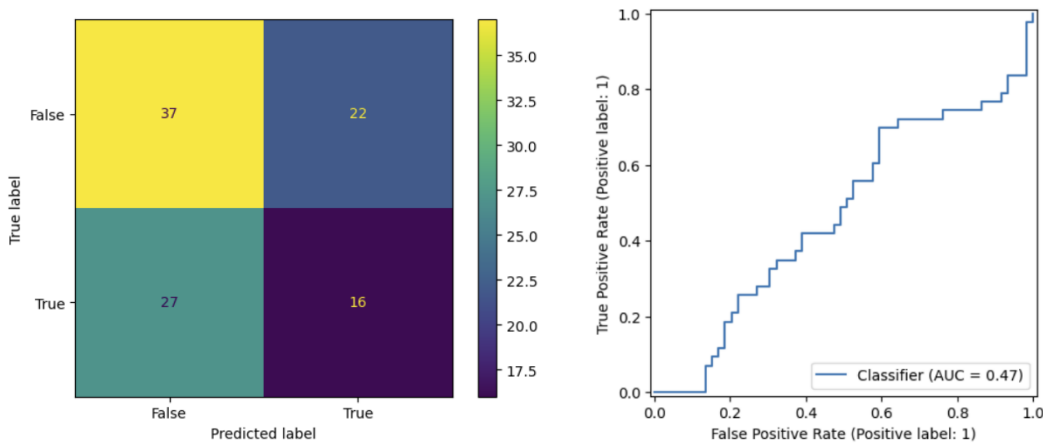 True label
False
True
37
22
27
16
False
True
Predicted label
35.0
32.5
30.0
27.5
25.0
22.5
20.0
17.5
True Positive Rate (Positive label: 1)
1.0
0.8
0.6
0.4
0.2
0.0
Classifier (AUC = 0.47)
0.0
0.2
0.4
0.6
0.8
1.0
False Positive Rate (Positive label: 1)